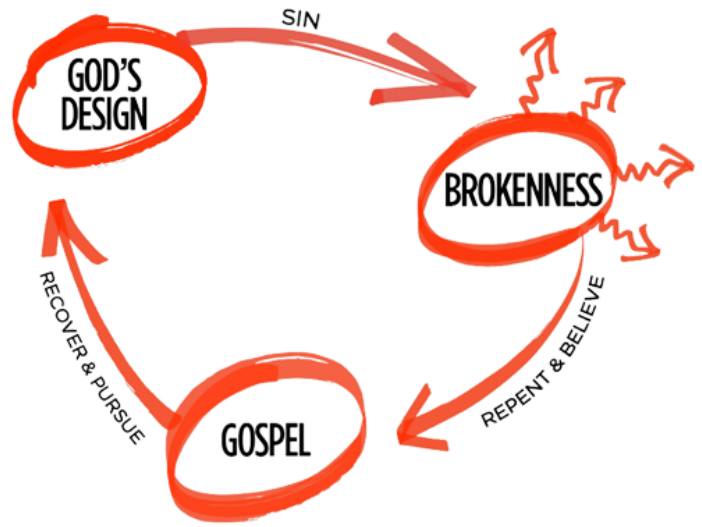 SIN
GOD'S
DESIGN
BROKENNESS
REPENT & BELIEVE
GOSPEL
RECOVER & PURSUE